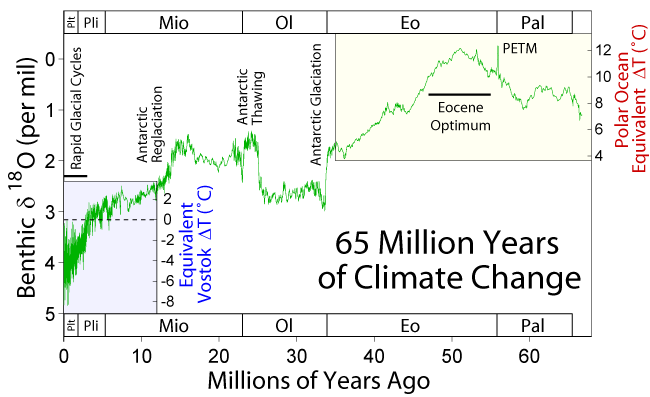 Plt Pli Mio Ol Eo Pal
0
1
2
3
4
5
Benthic δ 18O (per mil)
Rapid Glacial Cycles
Antarctic
Reglaciation
Antarctic
Thawing
Antarctic Glaciation
PETM
Eocene
Optimum
12
10
8
6
4
Polar Ocean
Equivalent ΔT (°C)
2
0
-2
-4
-6
-8
Equivalent
Vostok ΔT (°C)
65 Million Years
of Climate Change
Plt Pli Mio Ol Eo Pal
0 10 20 30 40 50 60
Millions of Years Ago